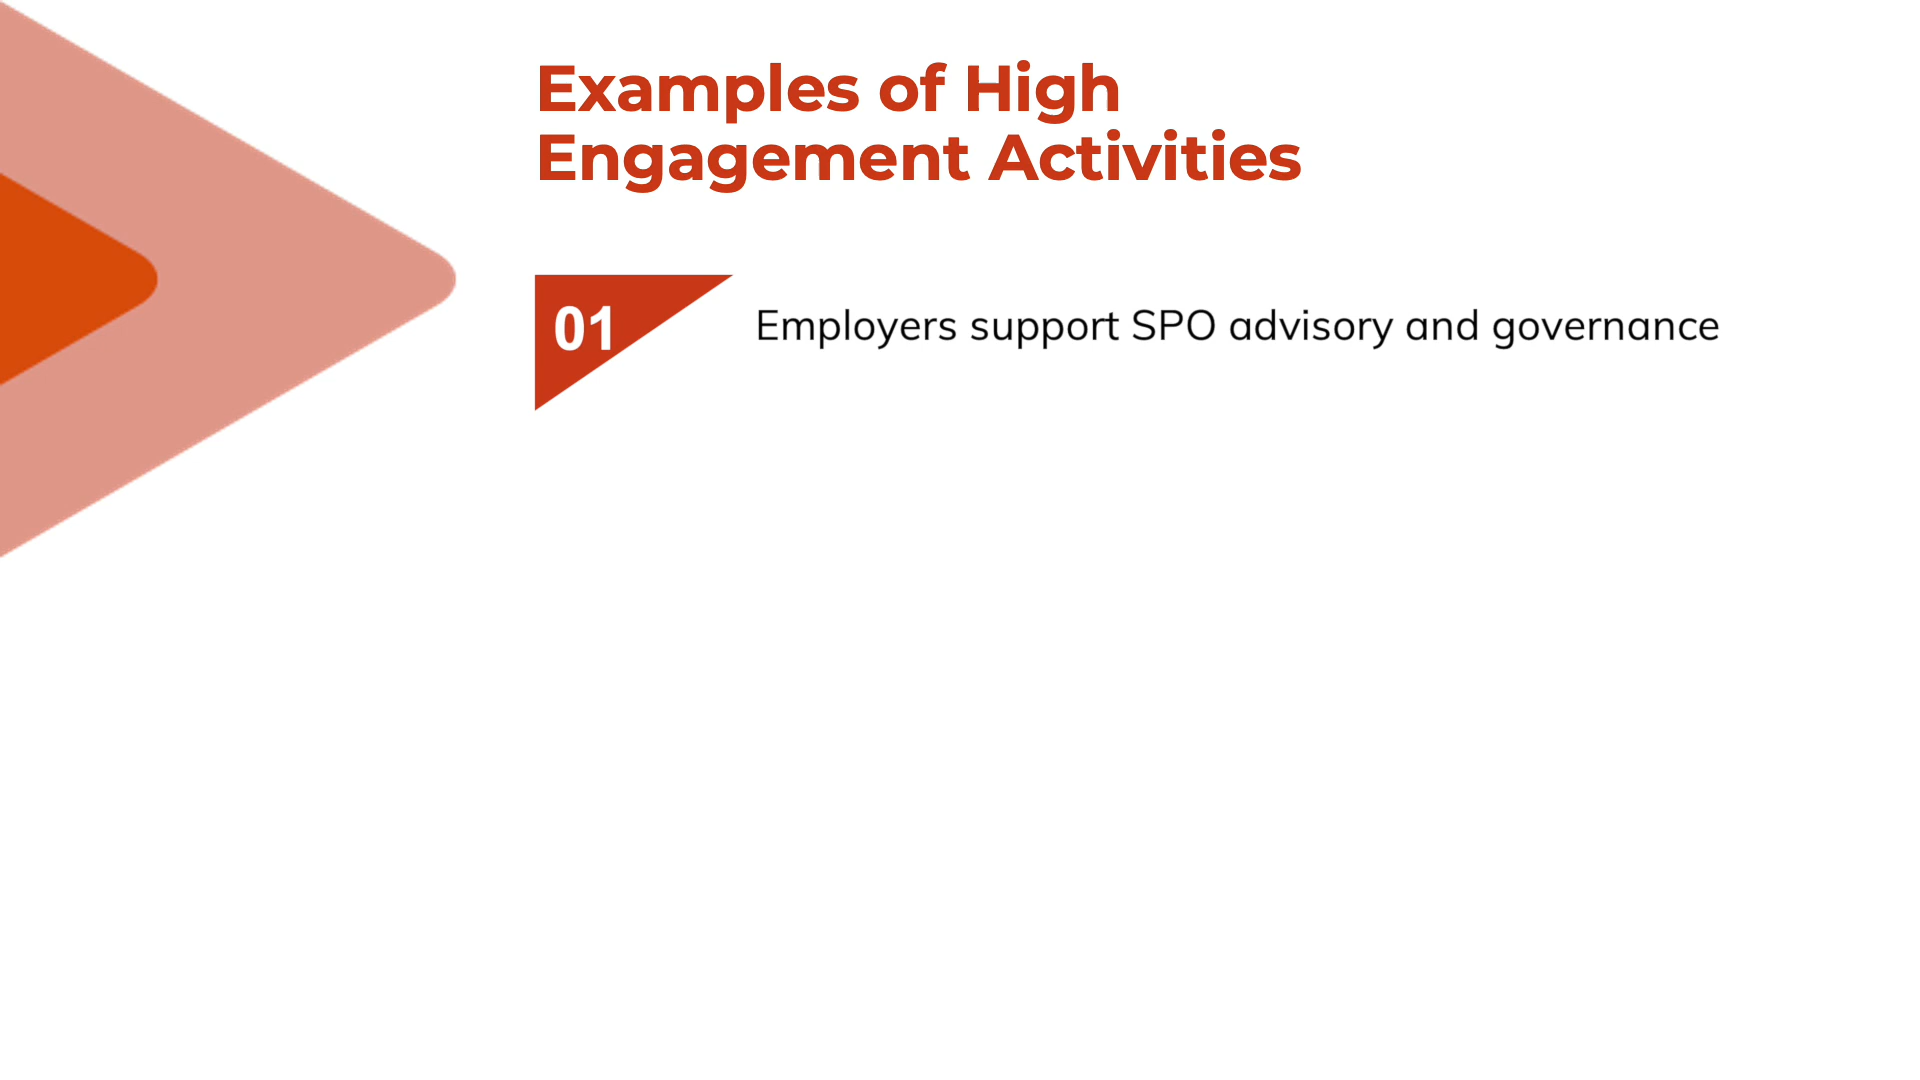 Examples of High
Engagement Activities
01
Employers support SPO advisory and governance